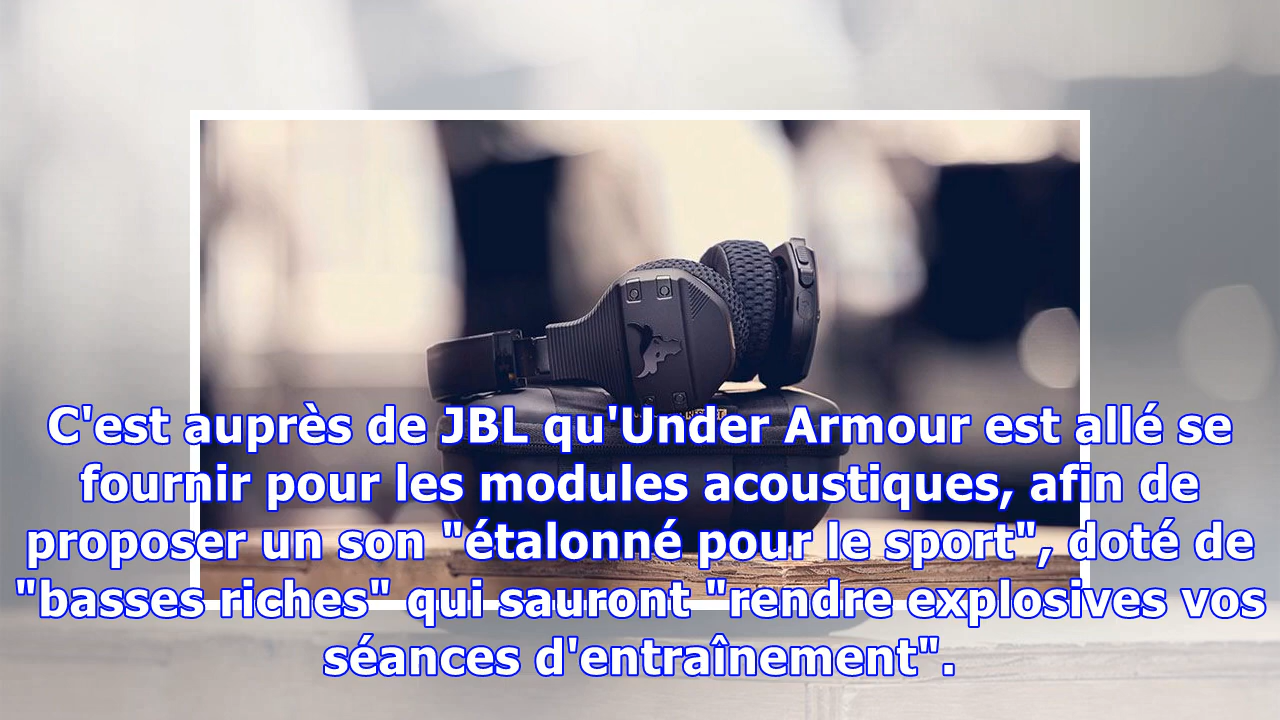 C'est auprès de JBL qu'Under Armour est allé se
fournir pour les modules acoustiques, afin de
proposer un son "étalonné pour le sport", doté de
"basses riches" qui sauront "rendre explosives vos
séances d'entraînement".